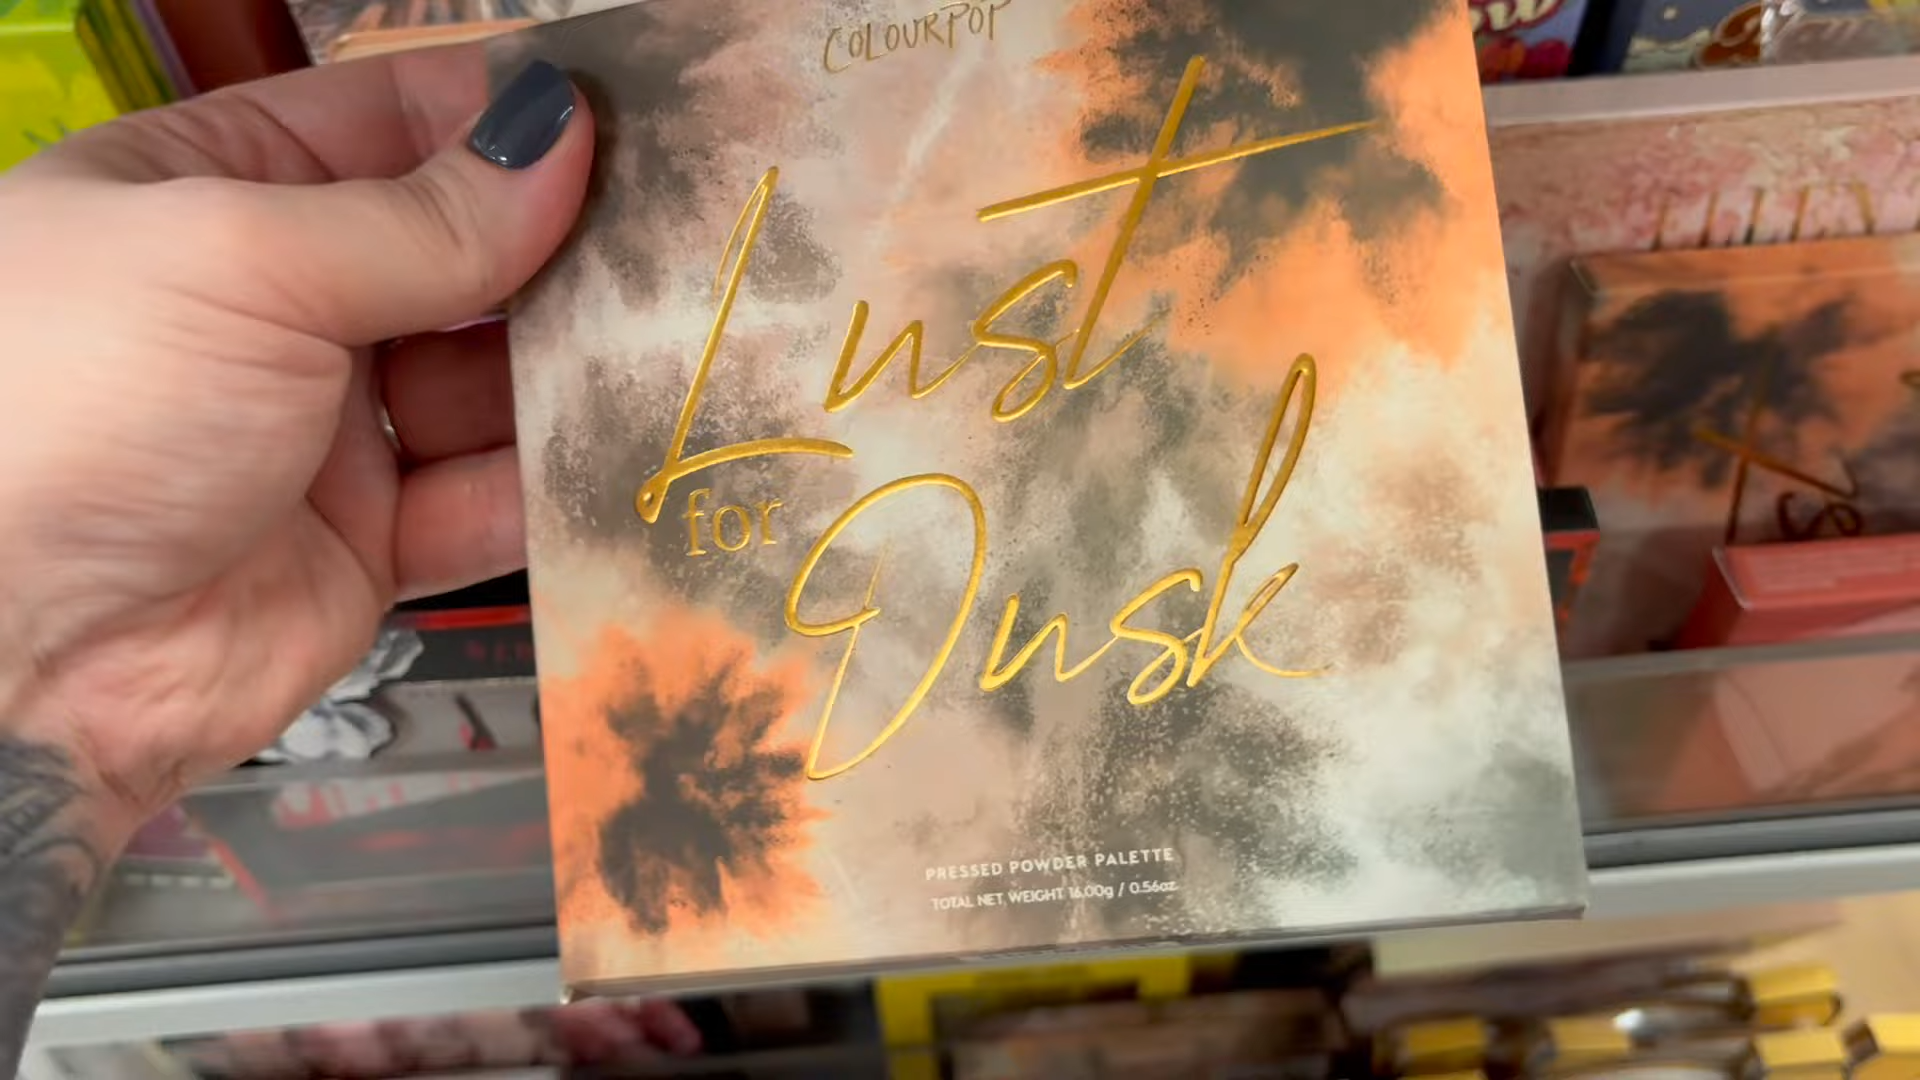 COLOURPOP
Lust
for
Dusk
PRESSED POWDER PALETTE
TOTAL NET WEIGHT 16.00g / 0.56oz